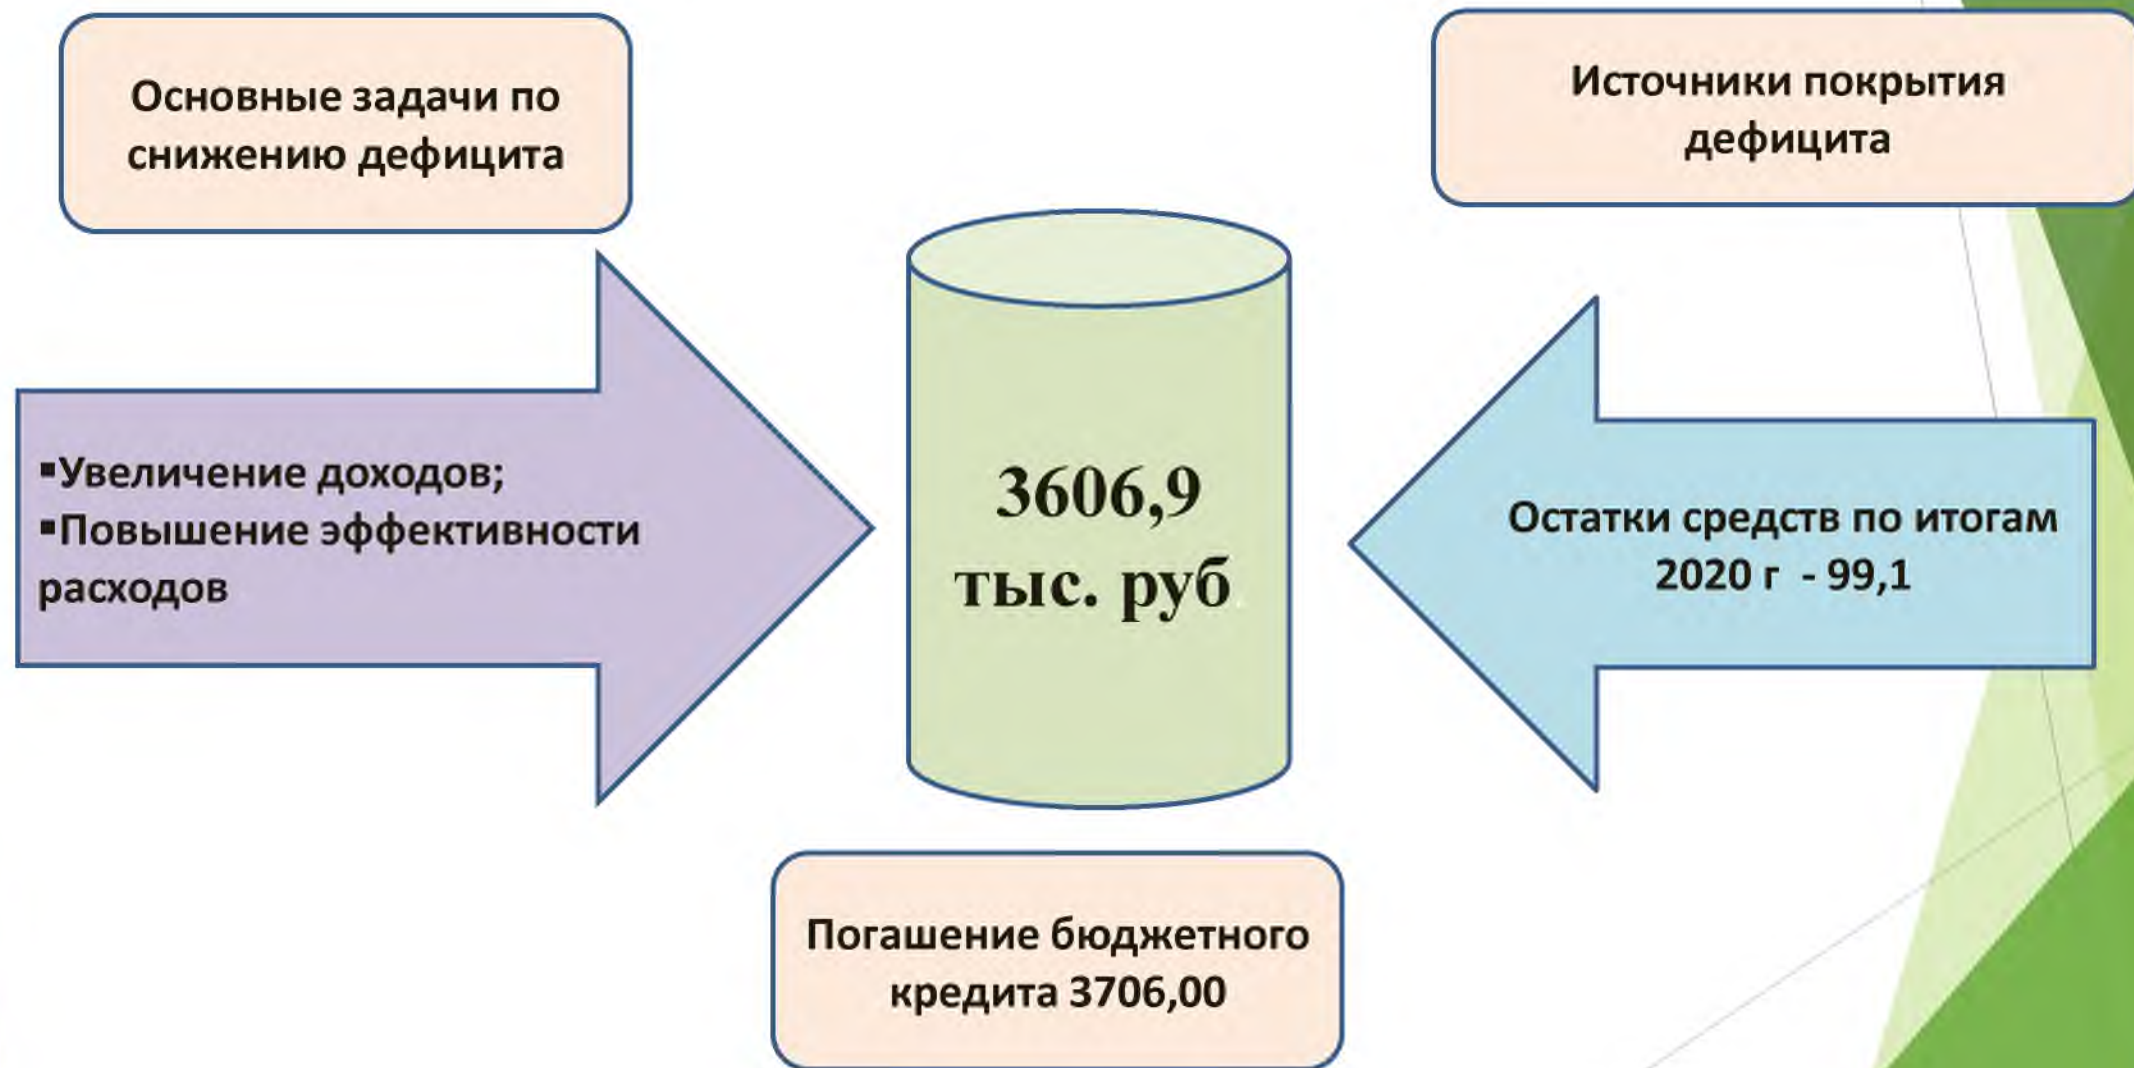 Основные задачи по
снижению дефицита
Источники покрытия
дефицита
▪Увеличение доходов;
▪Повышение эффективности
расходов
3606,9
тыс. руб
Остатки средств по итогам
2020 г - 99,1
Погашение бюджетного
кредита 3706,00